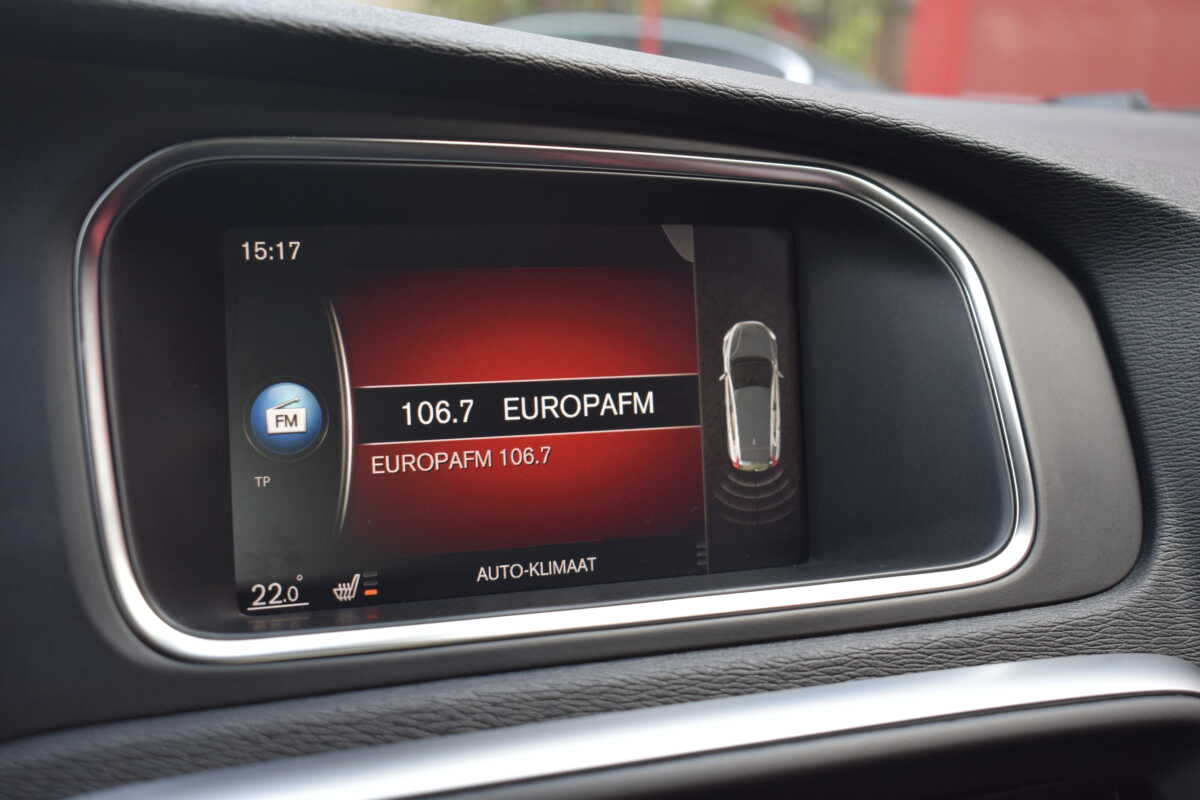 15:17
FM
106.7 EUROPAFM
EUROPAFM 106.7
TP
22.0°
AUTO-KLIMAAT